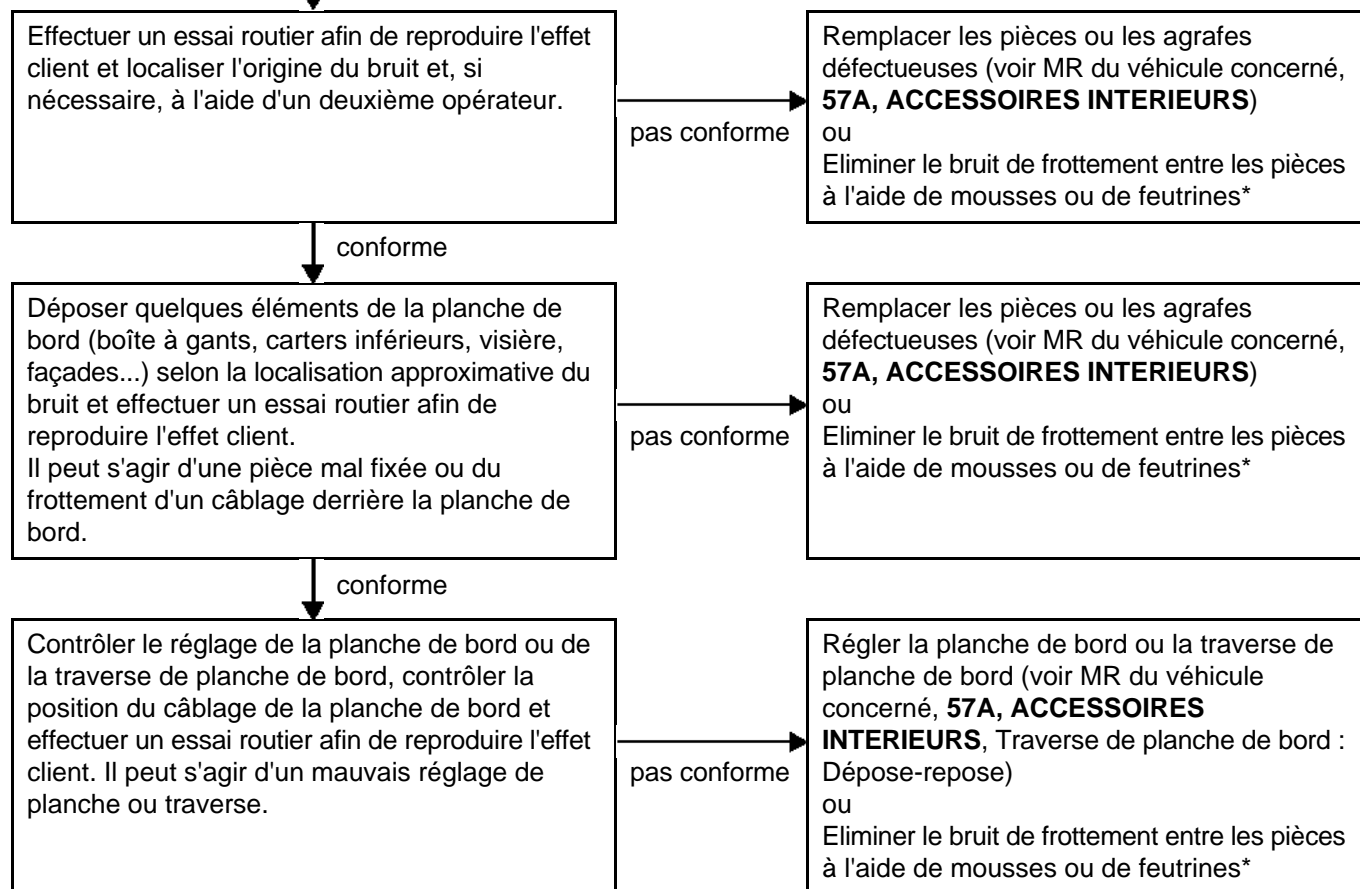 Effectuer un essai routier afin de reproduire l'effet
client et localiser l'origine du bruit et, si
nécessaire, à l'aide d'un deuxième opérateur.
pas conforme
Remplacer les pièces ou les agrafes
défectueuses (voir MR du véhicule concerné,
57A, ACCESSOIRES INTERIEURS)
ou
Eliminer le bruit de frottement entre les pièces
à l'aide de mousses ou de feutrines*
conforme
Déposer quelques éléments de la planche de
bord (boîte à gants, carters inférieurs, visière,
façades...) selon la localisation approximative du
bruit et effectuer un essai routier afin de
reproduire l'effet client.
Il peut s'agir d'une pièce mal fixée ou du
frottement d'un câblage derrière la planche de
bord.
pas conforme
Remplacer les pièces ou les agrafes
défectueuses (voir MR du véhicule concerné,
57A, ACCESSOIRES INTERIEURS)
ou
Eliminer le bruit de frottement entre les pièces
à l'aide de mousses ou de feutrines*
conforme
Contrôler le réglage de la planche de bord ou de
la traverse de planche de bord, contrôler la
position du câblage de la planche de bord et
effectuer un essai routier afin de reproduire l'effet
client. Il peut s'agir d'un mauvais réglage de
planche ou traverse.
pas conforme
Régler la planche de bord ou la traverse de
planche de bord (voir MR du véhicule
concerné, 57A, ACCESSOIRES
INTERIEURS, Traverse de planche de bord :
Dépose-repose)
ou
Eliminer le bruit de frottement entre les pièces
à l'aide de mousses ou de feutrines*